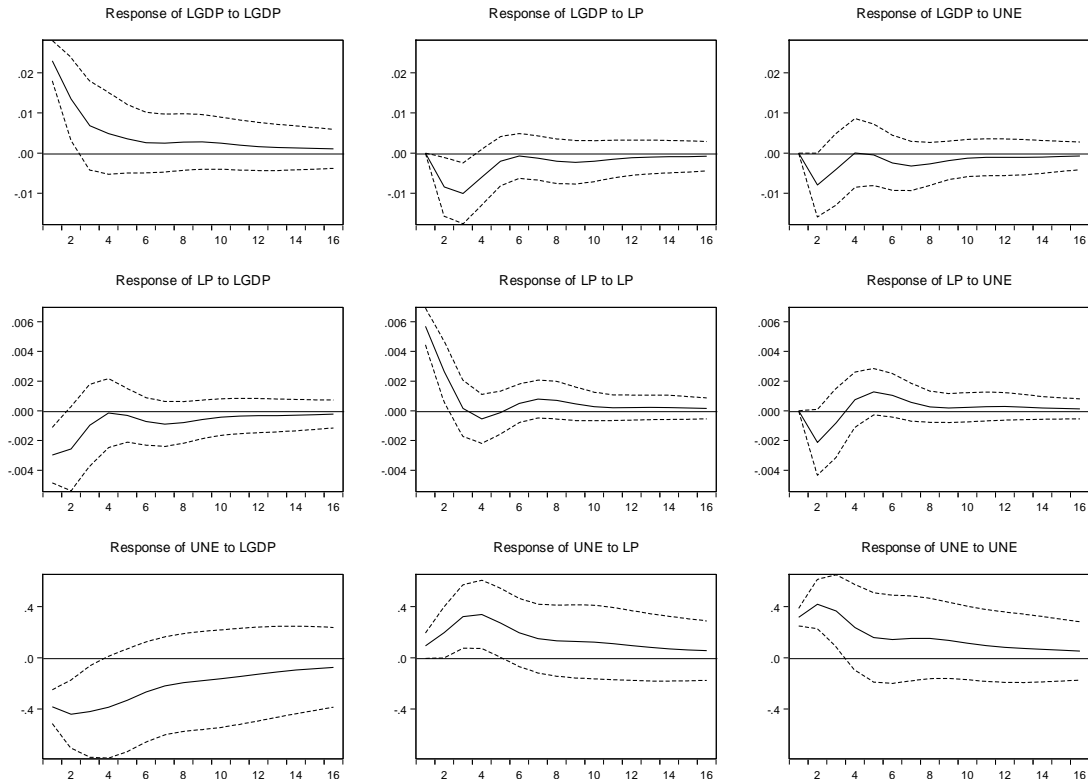 Response of LGDP to LGDP
.02
.01
.00
-.01
2 4 6 8 10 12 14 16
Response of LGDP to LP
.02
.01
.00
-.01
2 4 6 8 10 12 14 16
Response of LGDP to UNE
.02
.01
.00
-.01
2 4 6 8 10 12 14 16
Response of LP to LGDP
.006
.004
.002
.000
-.002
-.004
2 4 6 8 10 12 14 16
Response of LP to LP
.006
.004
.002
.000
-.002
-.004
2 4 6 8 10 12 14 16
Response of LP to UNE
.006
.004
.002
.000
-.002
-.004
2 4 6 8 10 12 14 16
Response of UNE to LGDP
.4
.0
-.4
2 4 6 8 10 12 14 16
Response of UNE to LP
.4
.0
-.4
2 4 6 8 10 12 14 16
Response of UNE to UNE
.4
.0
-.4
2 4 6 8 10 12 14 16